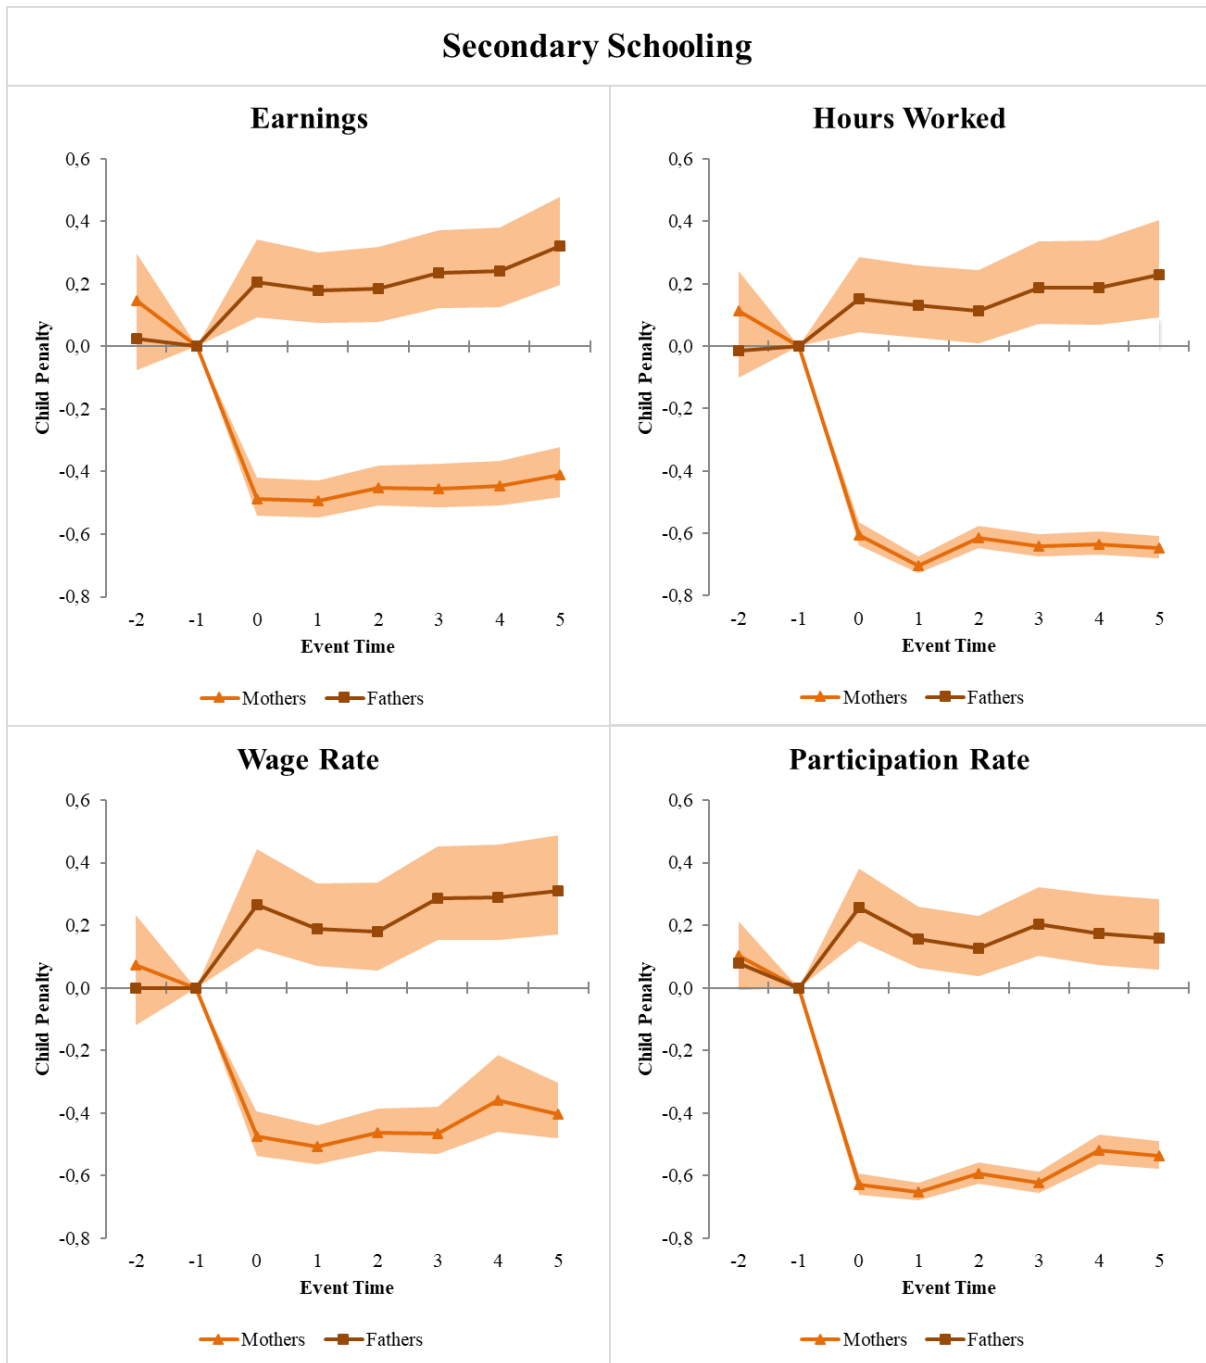 Secondary Schooling
Earnings
0,6
0,4
0,2
0,0
-0,2
-0,4
-0,6
-0,8
Child Penalty
-2 -1 0 1 2 3 4 5
Event Time
Mothers Fathers
Hours Worked
0,6
0,4
0,2
0,0
-0,2
-0,4
-0,6
-0,8
Child Penalty
-2 -1 0 1 2 3 4 5
Event Time
Mothers Fathers
Wage Rate
0,6
0,4
0,2
0,0
-0,2
-0,4
-0,6
-0,8
Child Penalty
-2 -1 0 1 2 3 4 5
Event Time
Mothers Fathers
Participation Rate
0,6
0,4
0,2
0,0
-0,2
-0,4
-0,6
-0,8
Child Penalty
-2 -1 0 1 2 3 4 5
Event Time
Mothers Fathers